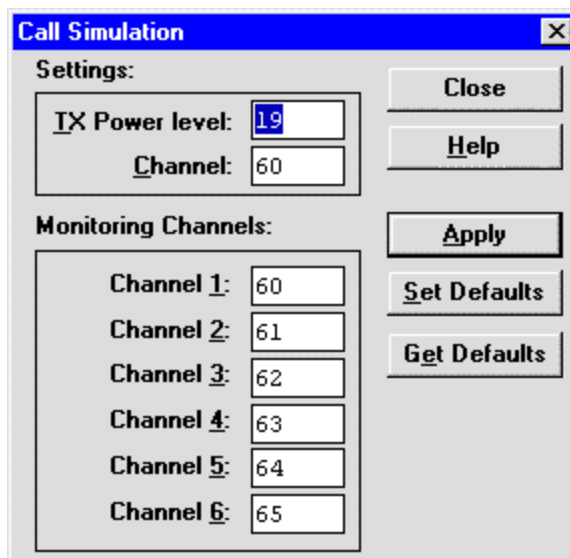 Call Simulation
Settings:
TX Power level: 19
Channel: 60
Close
Help
Monitoring Channels:
Channel 1: 60
Channel 2: 61
Channel 3: 62
Channel 4: 63
Channel 5: 64
Channel 6: 65
Apply
Set Defaults
Get Defaults